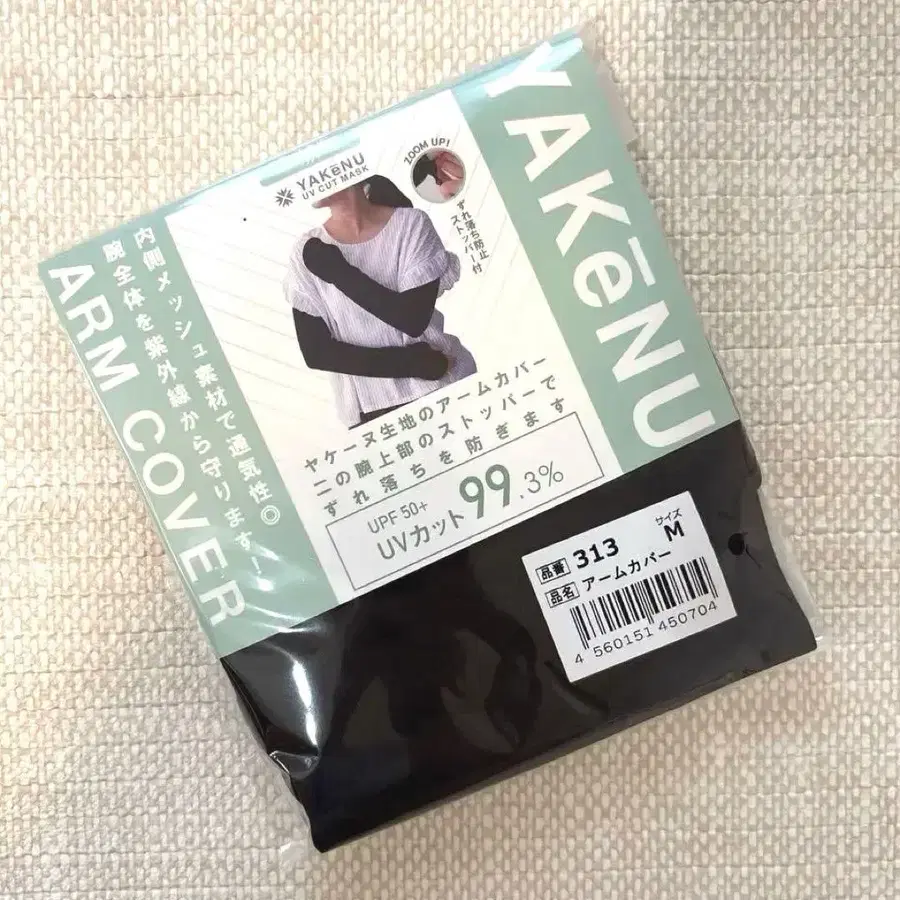 YAKēNU
YAKēNU
UV CUT MASK
ZOOM UP!
ずれ落ち防止
ストッパー付
内側メッシュ素材で通気性◎
腕全体を紫外線から守ります!
ARM COVER
ヤケーヌ生地のアームカバー
二の腕上部のストッパーで
ずれ落ちを防ぎます
UPF 50+
UVカット 99.3%
品番 313 サイズ M
品名 アームカバー
4 560151 450704